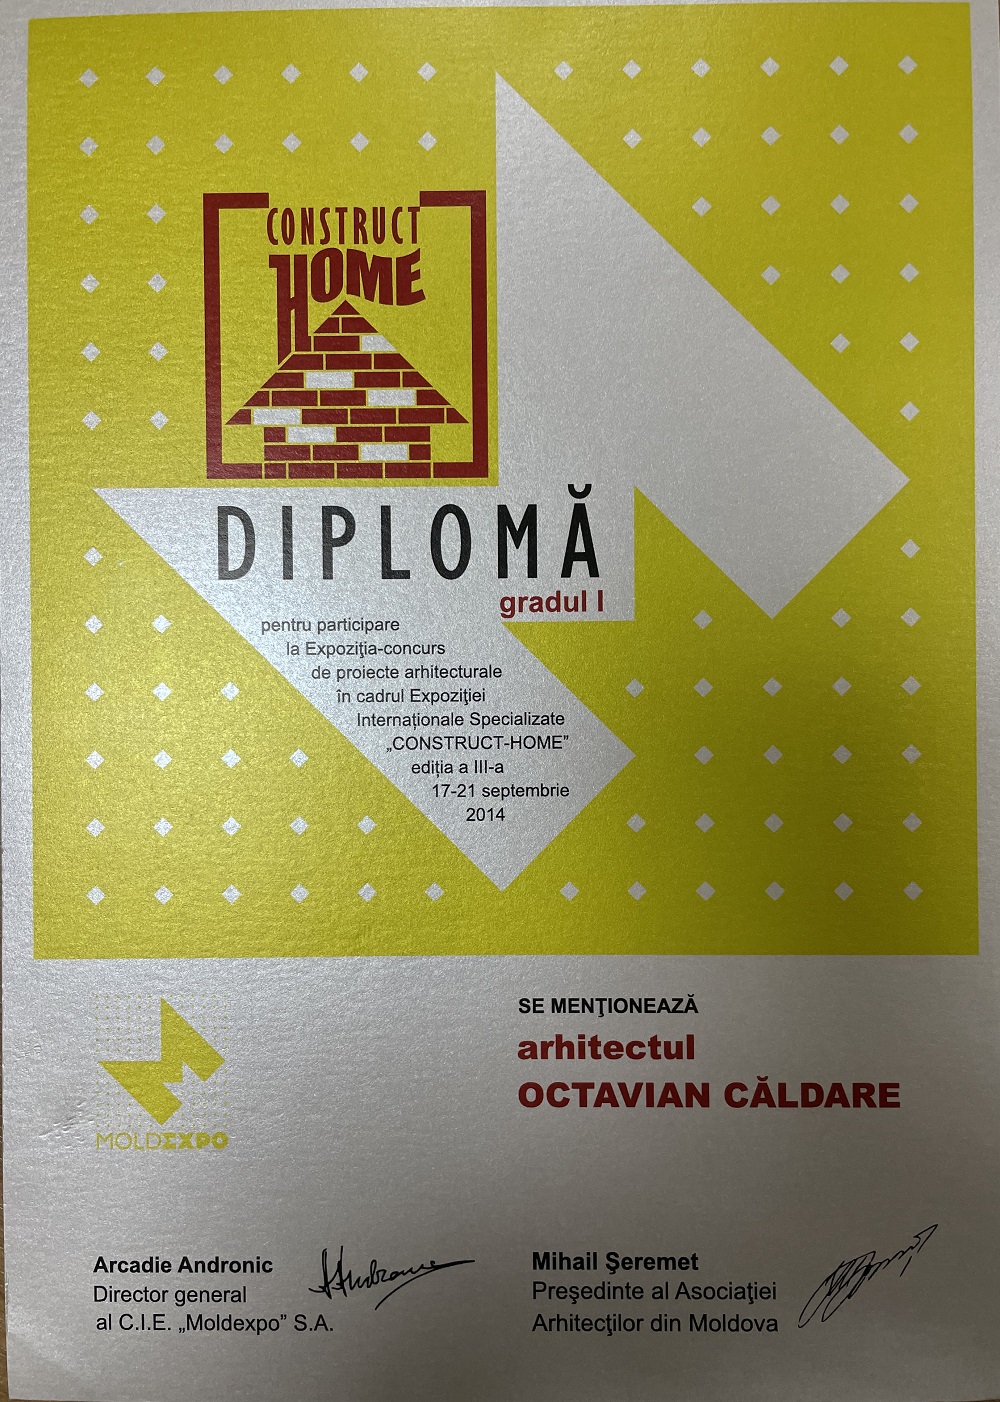 CONSTRUCT
HOME
DIPLOMĂ
gradul I
pentru participare
la Expoziţia-concurs
de proiecte arhitecturale
în cadrul Expoziţiei
Internaționale Specializate
„CONSTRUCT-HOME”
ediția a III-a
17-21 septembrie
2014
SE MENŢIONEAZĂ
arhitectul
OCTAVIAN CĂLDARE
MOLDEXPO
Arcadie Andronic
Director general
al C.I.E. „Moldexpo” S.A.
Mihail Şeremet
Preşedinte al Asociaţiei
Arhitecţilor din Moldova